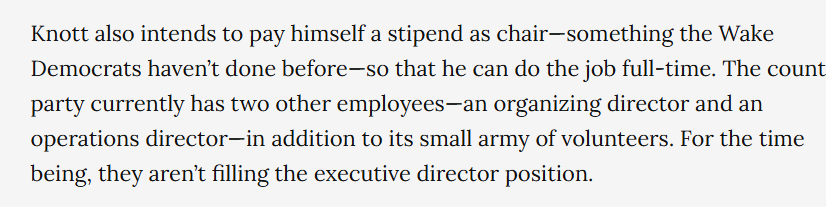 Knott also intends to pay himself a stipend as chair—something the Wake
Democrats haven’t done before—so that he can do the job full-time. The count
party currently has two other employees—an organizing director and an
operations director—in addition to its small army of volunteers. For the time
being, they aren’t filling the executive director position.